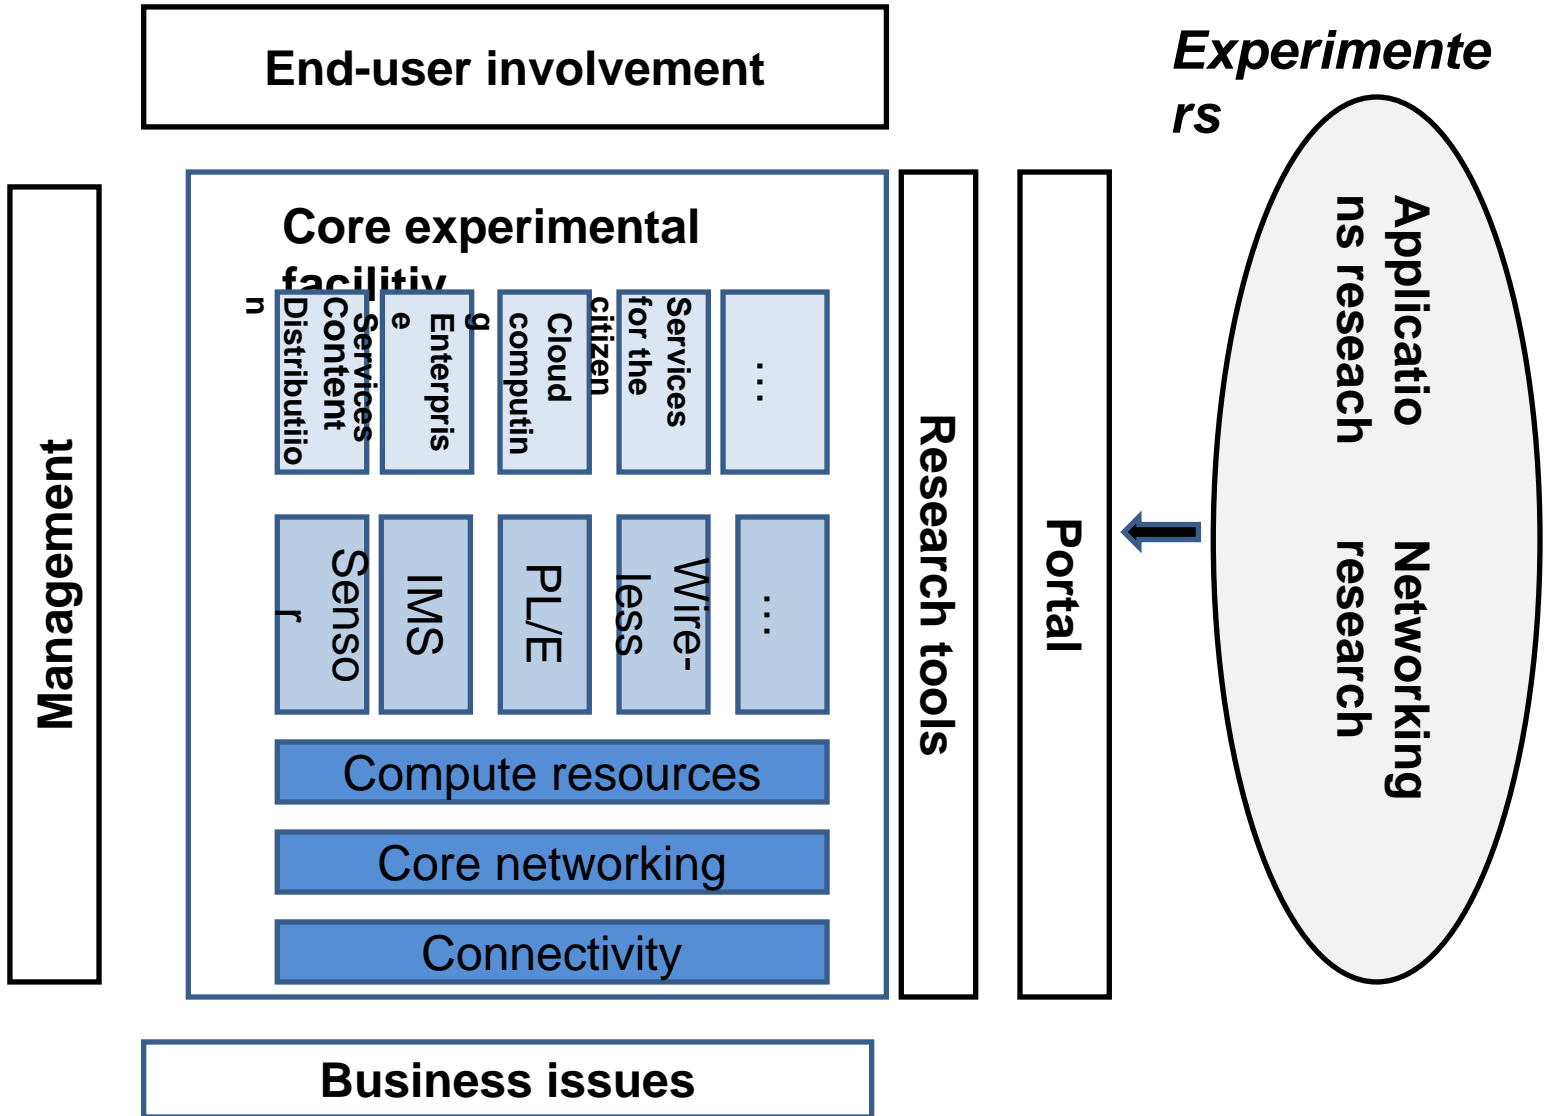 End-user involvement
Experimente
rs
Management
Core experimental
facilitiy
Content
Distributiio
n
Services
Enterpris
e
Cloud
computin
g
Services
for the
citizen
...
Senso
r
IMS
PL/E
Wire-
less
...
Compute resources
Core networking
Connectivity
Research tools
Portal
Applicatio
ns reseach
Networking
research
Business issues